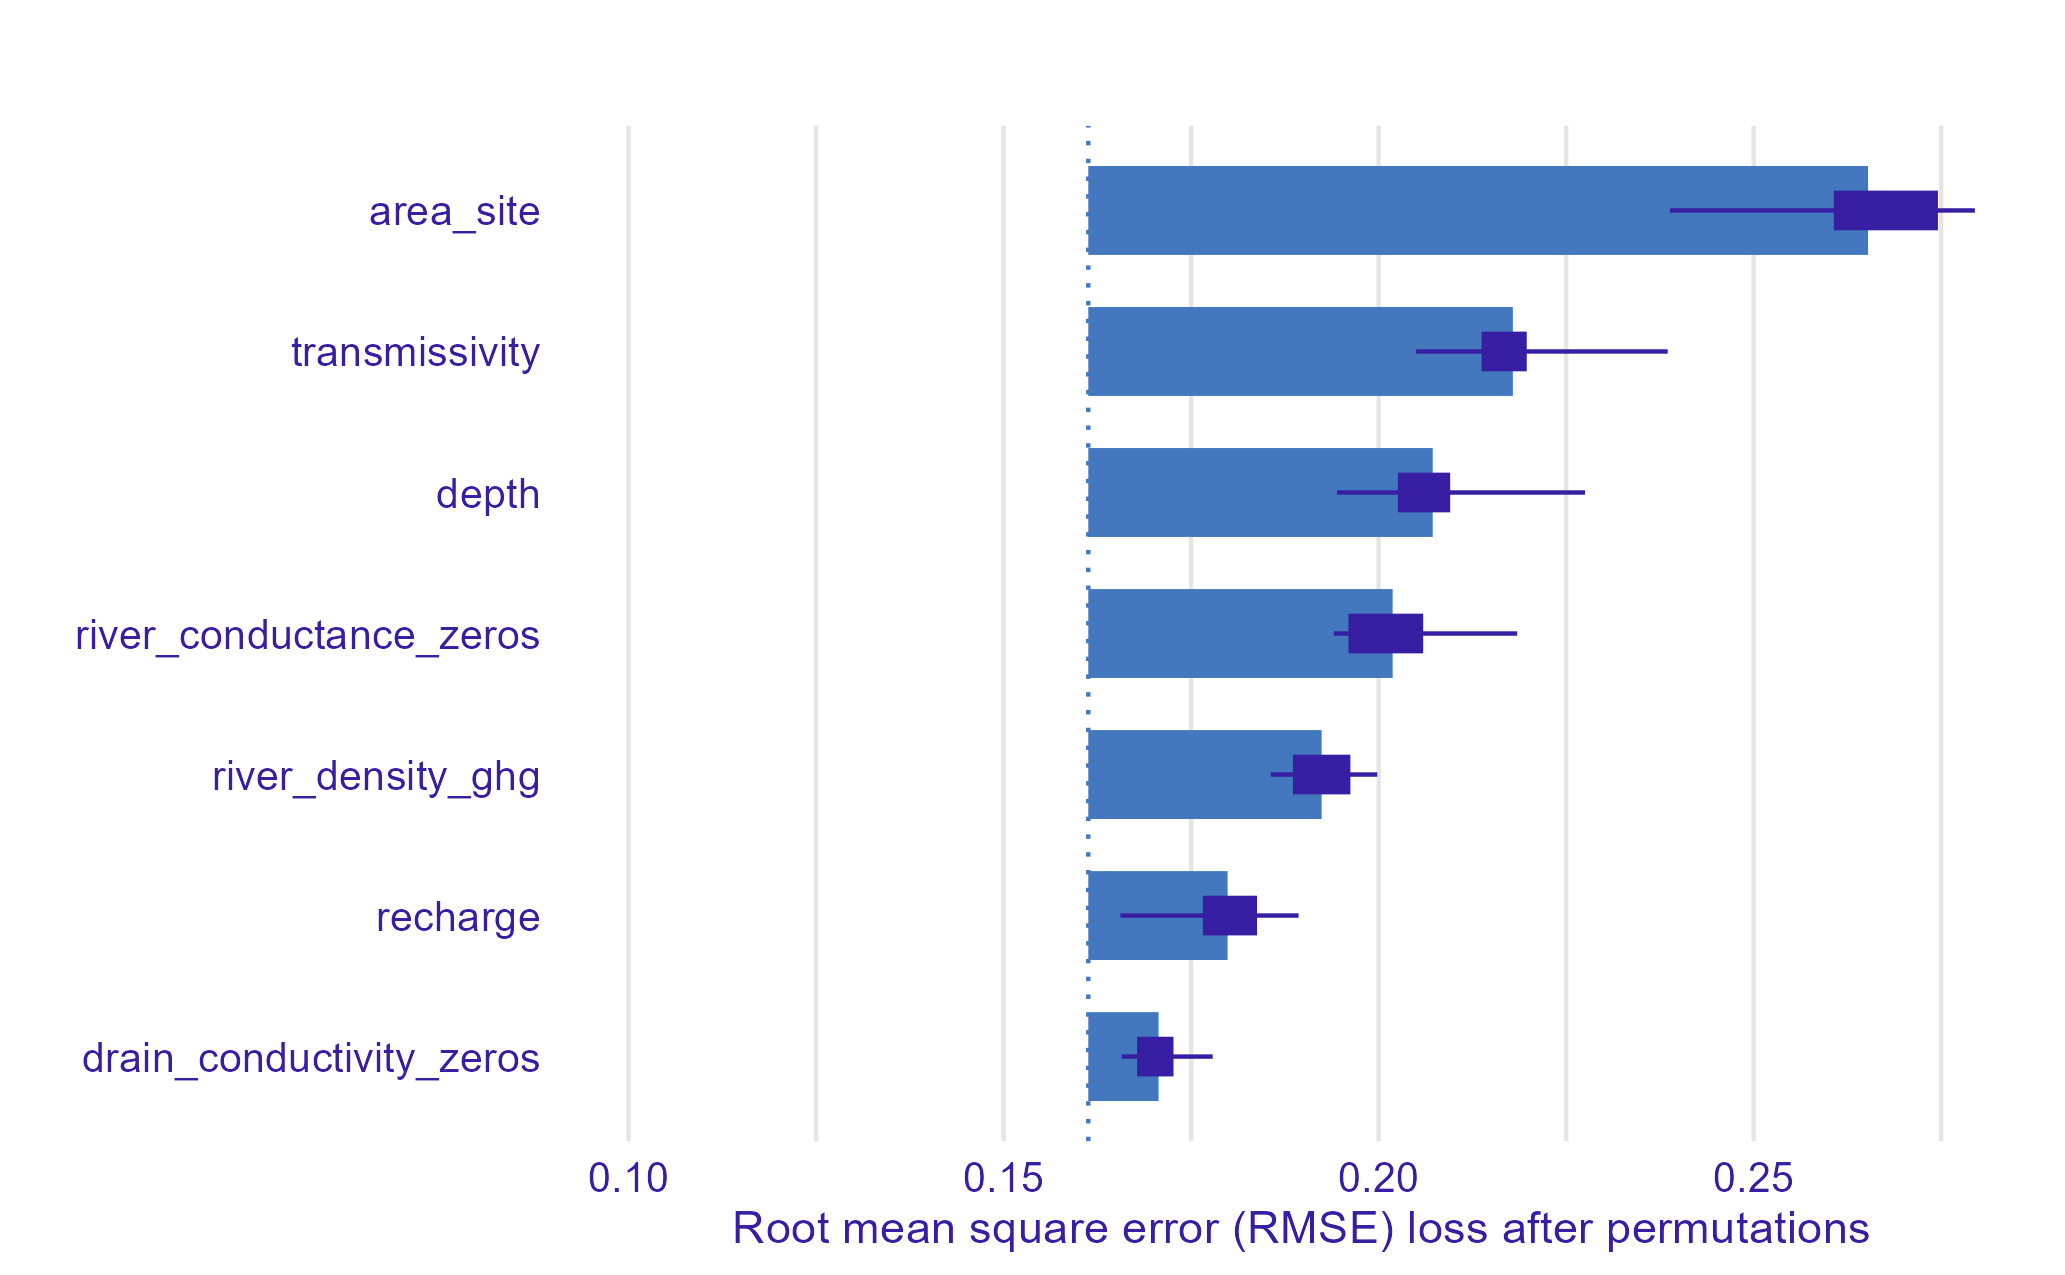 area_site
transmissivity
depth
river_conductance_zeros
river_density_ghg
recharge
drain_conductivity_zeros
0.10 0.15 0.20 0.25
Root mean square error (RMSE) loss after permutations